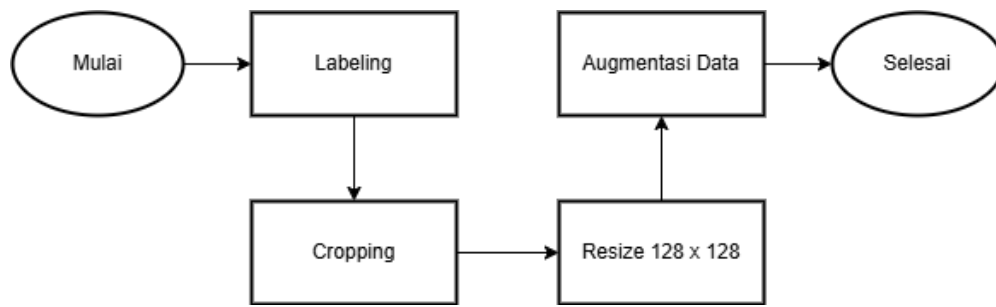 Mulai
Labeling
Cropping
Resize 128 x 128
Augmentasi Data
Selesai